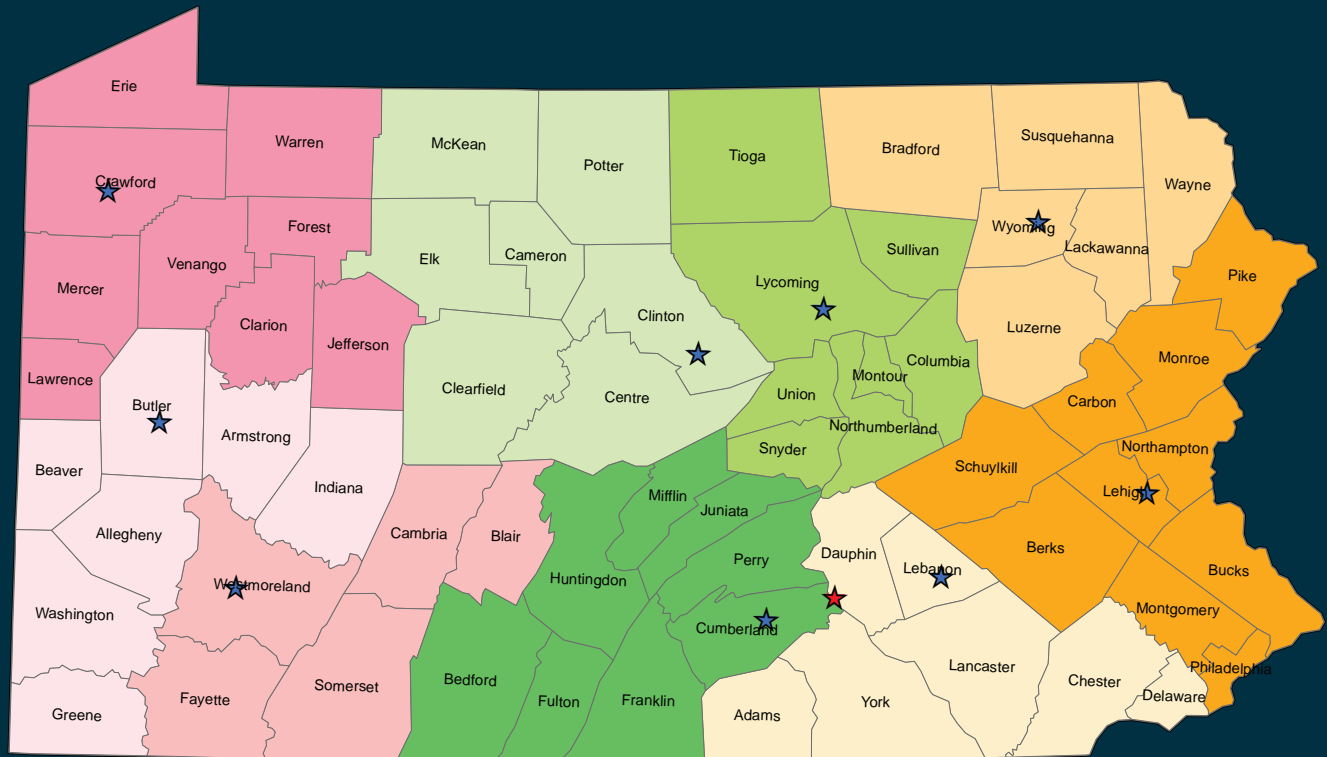 Erie
Warren
McKean
Potter
Tioga
Bradford
Susquehanna
Wayne
Crawford
Forest
Venango
Elk
Cameron
Sullivan
Wyoming
Lackawanna
Pike
Mercer
Clarion
Jefferson
Clinton
Lycoming
Luzerne
Monroe
Lawrence
Butler
Armstrong
Clearfield
Centre
Union
Montour
Columbia
Carbon
Northumberland
Snyder
Northampton
Beaver
Indiana
Schuylkill
Lehigh
Mifflin
Juniata
Allegheny
Cambria
Blair
Huntingdon
Perry
Dauphin
Lebanon
Berks
Bucks
Washington
Westmoreland
Cumberland
Montgomery
Greene
Fayette
Somerset
Bedford
Fulton
Franklin
Adams
York
Lancaster
Chester
Delaware
Philadelphia